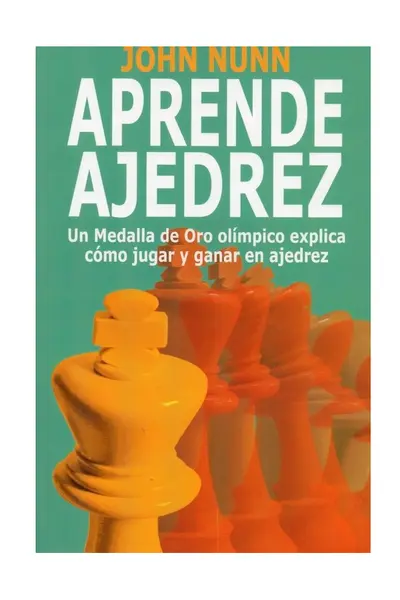 JOHN NUNN
APRENDE
AJEDREZ
Un Medalla de Oro olímpico explica
cómo jugar y ganar en ajedrez